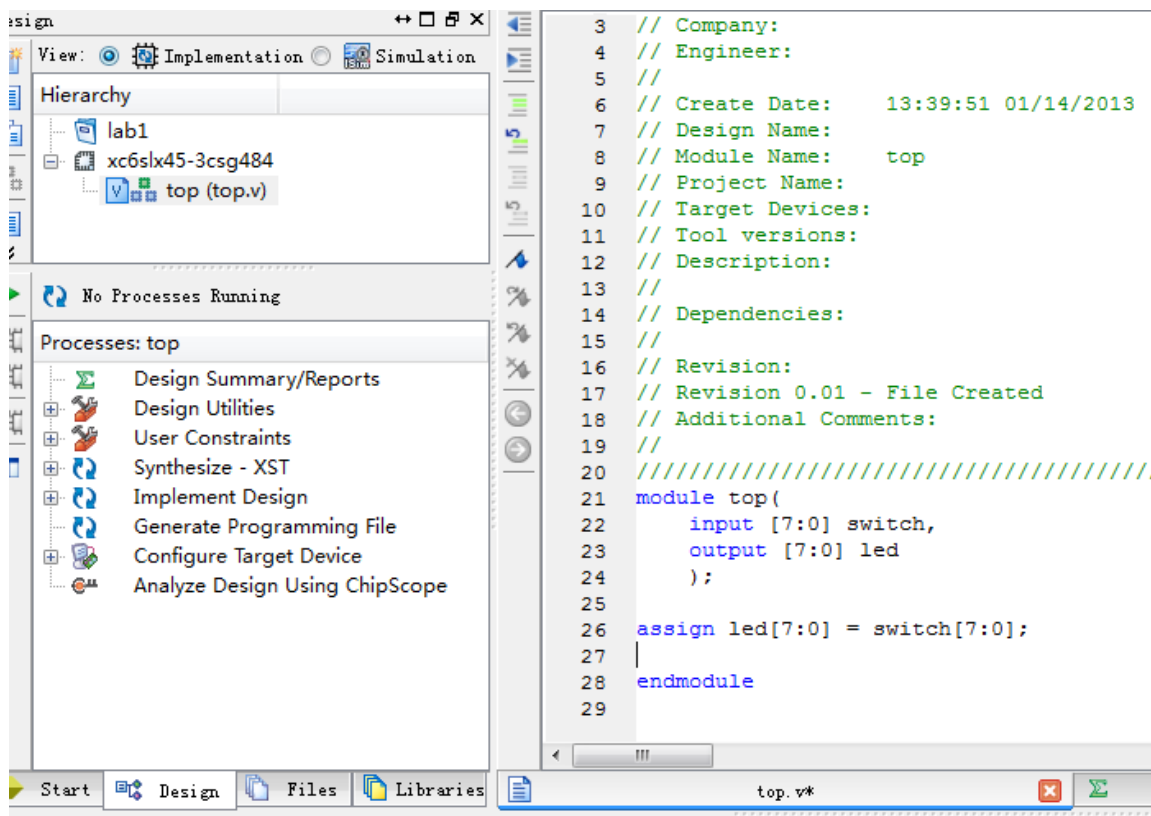 View: Implementation Simulation
Hierarchy
lab1
xc6slx45-3csg484
top (top.v)
No Processes Running
Processes: top
Design Summary/Reports
Design Utilities
User Constraints
Synthesize - XST
Implement Design
Generate Programming File
Configure Target Device
Analyze Design Using ChipScope
Start Design Files Libraries
3 // Company:
4 // Engineer:
5 //
6 // Create Date: 13:39:51 01/14/2013
7 // Design Name:
8 // Module Name: top
9 // Project Name:
10 // Target Devices:
11 // Tool versions:
12 // Description:
13 //
14 // Dependencies:
15 //
16 // Revision:
17 // Revision 0.01 - File Created
18 // Additional Comments:
19 //
20 ////////////////////////////////////////
21 module top(
22 input [7:0] switch,
23 output [7:0] led
24 );
25
26 assign led[7:0] = switch[7:0];
27
28 endmodule
29
top.v*